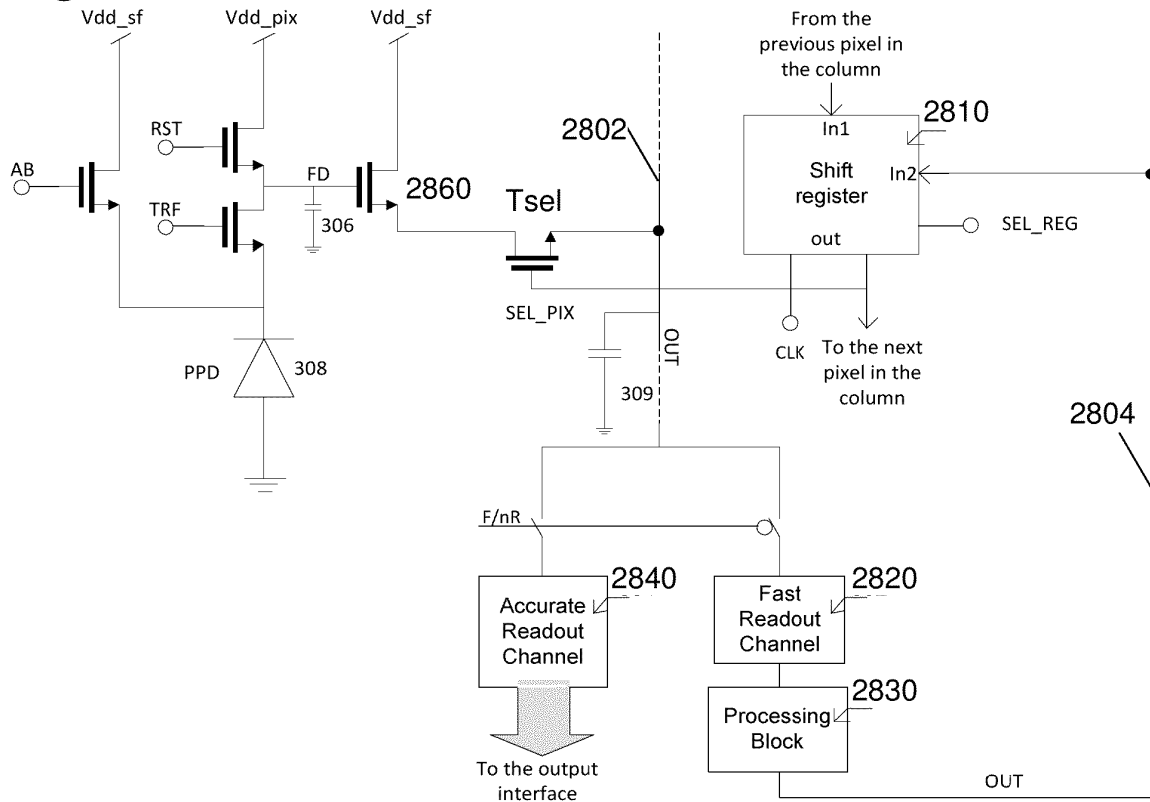 Vdd_sf
Vdd_pix
Vdd_sf
From the
previous pixel in
the column
2802
2810
In1
RST
AB
FD
2860
Shift
register
In2
TRF
306
Tsel
SEL_REG
out
SEL_PIX
OUT
CLK
To the next
pixel in the
column
PPD
308
309
2804
F/nR
2840
2820
Accurate
Readout
Channel
Fast
Readout
Channel
2830
Processing
Block
To the output
interface
OUT